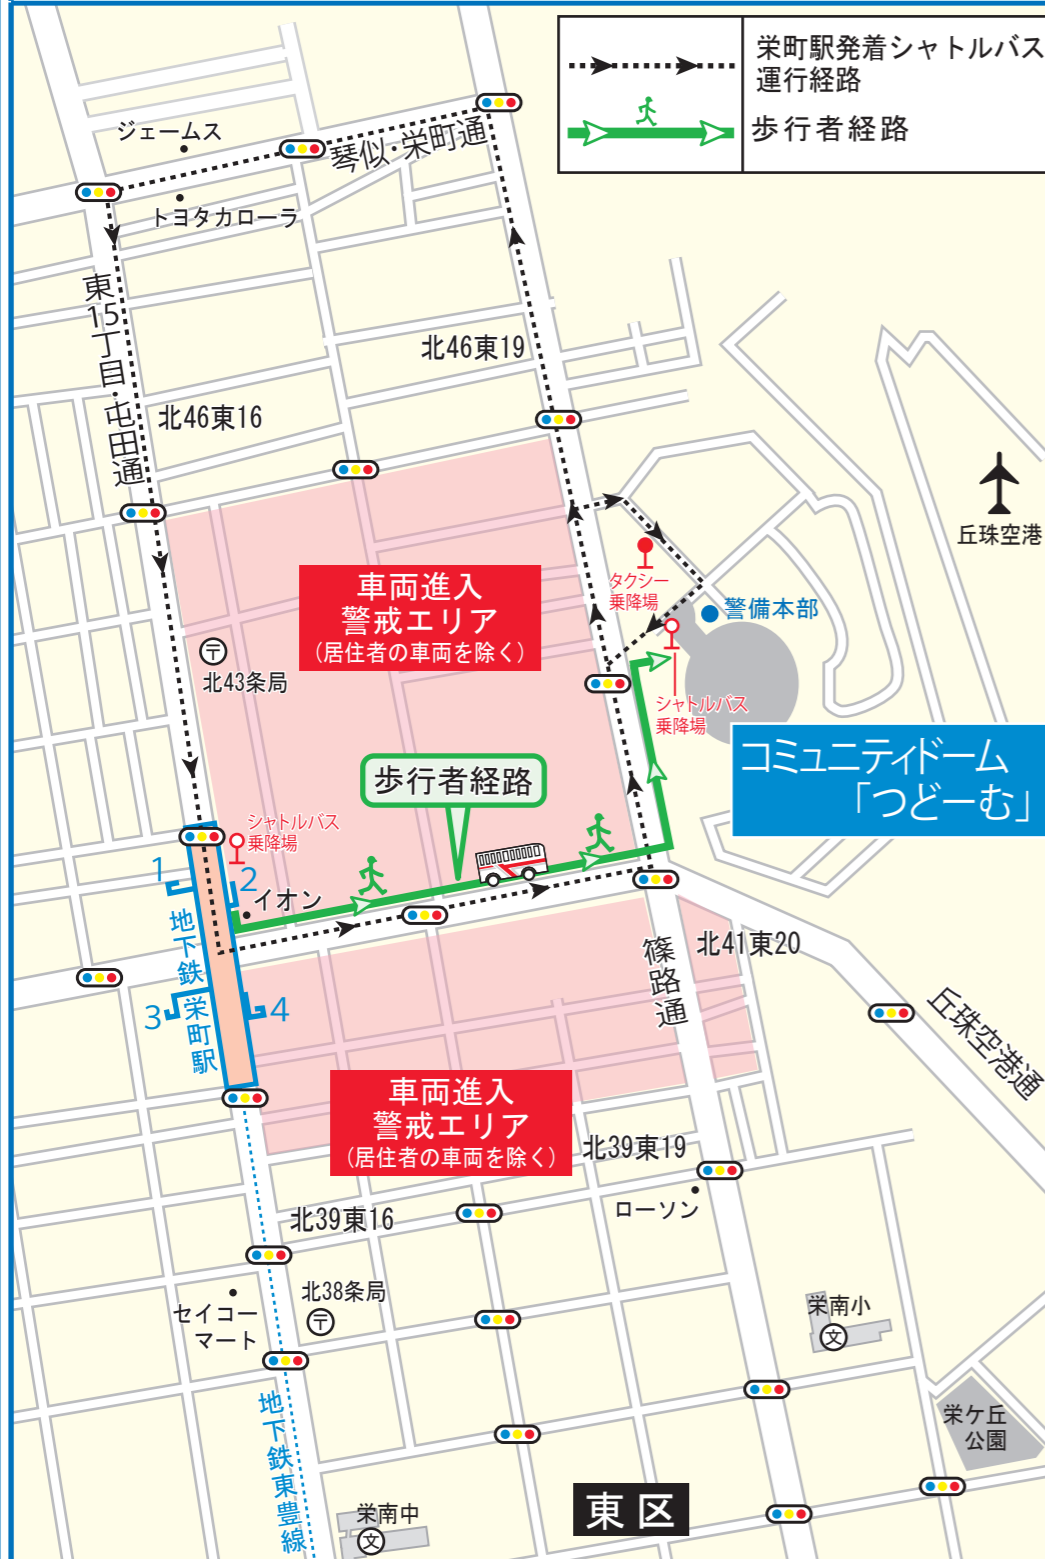 栄町駅発着シャトルバス
運行経路
歩行者経路
ジェームス
琴似・栄町通
トヨタカローラ
東15丁目・屯田通
北46東19
北46東16
丘珠空港
車両進入
警戒エリア
(居住者の車両を除く)
タクシー
乗降場
警備本部
〒
北43条局
シャトルバス
乗降場
コミュニティドーム
「つどーむ」
歩行者経路
シャトルバス
乗降場
1
2
イオン
地下鉄 栄町駅
3
4
篠路通
北41東20
丘珠空港通
車両進入
警戒エリア
(居住者の車両を除く)
北39東19
ローソン
北39東16
北38条局
〒
セイコー
マート
栄南小
文
地下鉄東豊線
栄ケ丘
公園
東区
栄南中
文